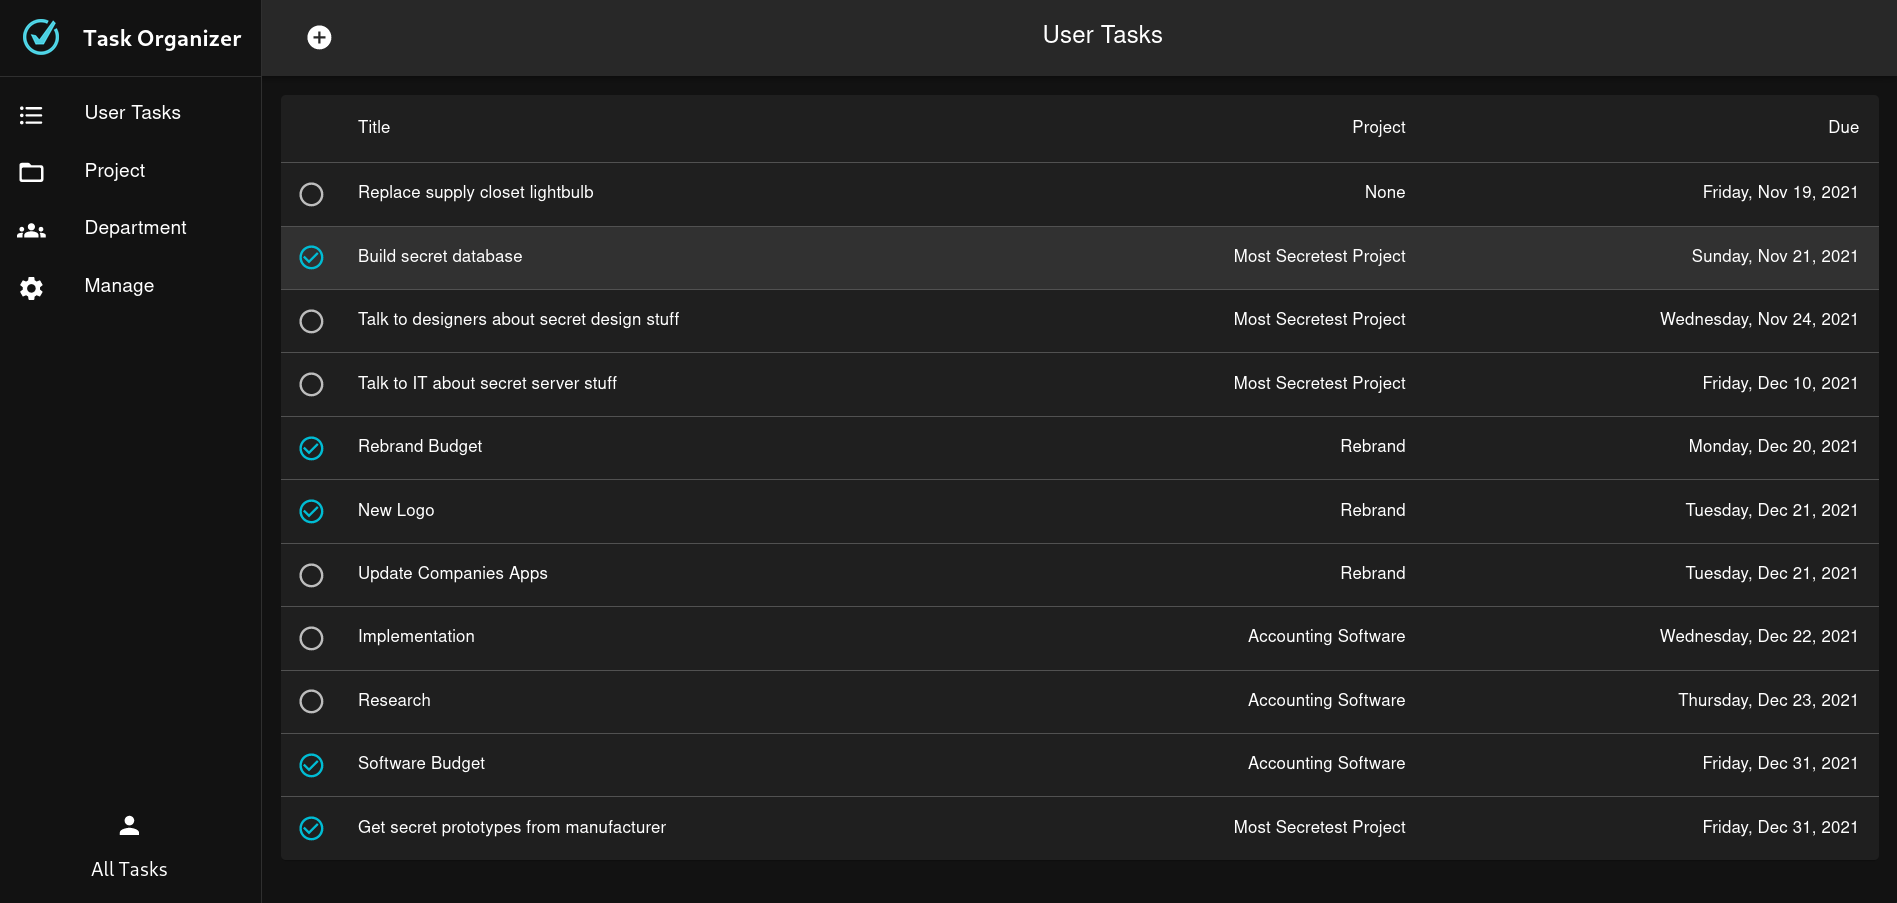 Task Organizer
User Tasks
Project
Department
Manage
All Tasks
User Tasks
Title Project Due
Replace supply closet lightbulb None Friday, Nov 19, 2021
Build secret database Most Secretest Project Sunday, Nov 21, 2021
Talk to designers about secret design stuff Most Secretest Project Wednesday, Nov 24, 2021
Talk to IT about secret server stuff Most Secretest Project Friday, Dec 10, 2021
Rebrand Budget Rebrand Monday, Dec 20, 2021
New Logo Rebrand Tuesday, Dec 21, 2021
Update Companies Apps Rebrand Tuesday, Dec 21, 2021
Implementation Accounting Software Wednesday, Dec 22, 2021
Research Accounting Software Thursday, Dec 23, 2021
Software Budget Accounting Software Friday, Dec 31, 2021
Get secret prototypes from manufacturer Most Secretest Project Friday, Dec 31, 2021